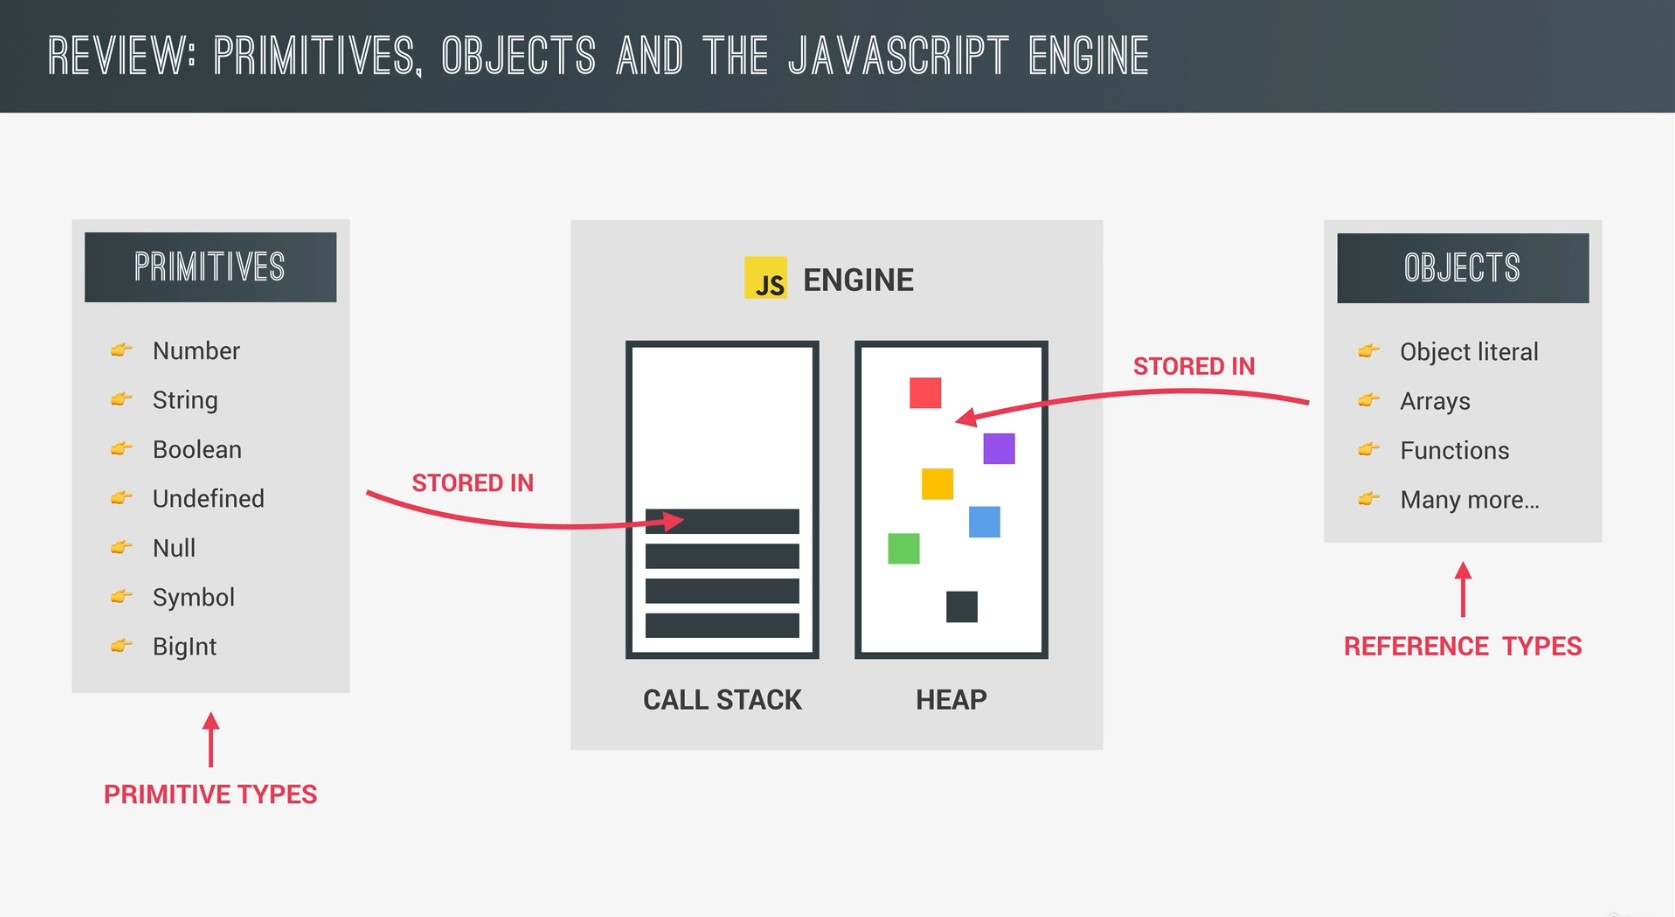 REVIEW: PRIMITIVES, OBJECTS AND THE JAVASCRIPT ENGINE
PRIMITIVES
Number
String
Boolean
Undefined
Null
Symbol
BigInt
PRIMITIVE TYPES
STORED IN
JS ENGINE
CALL STACK
HEAP
STORED IN
OBJECTS
Object literal
Arrays
Functions
Many more...
REFERENCE TYPES